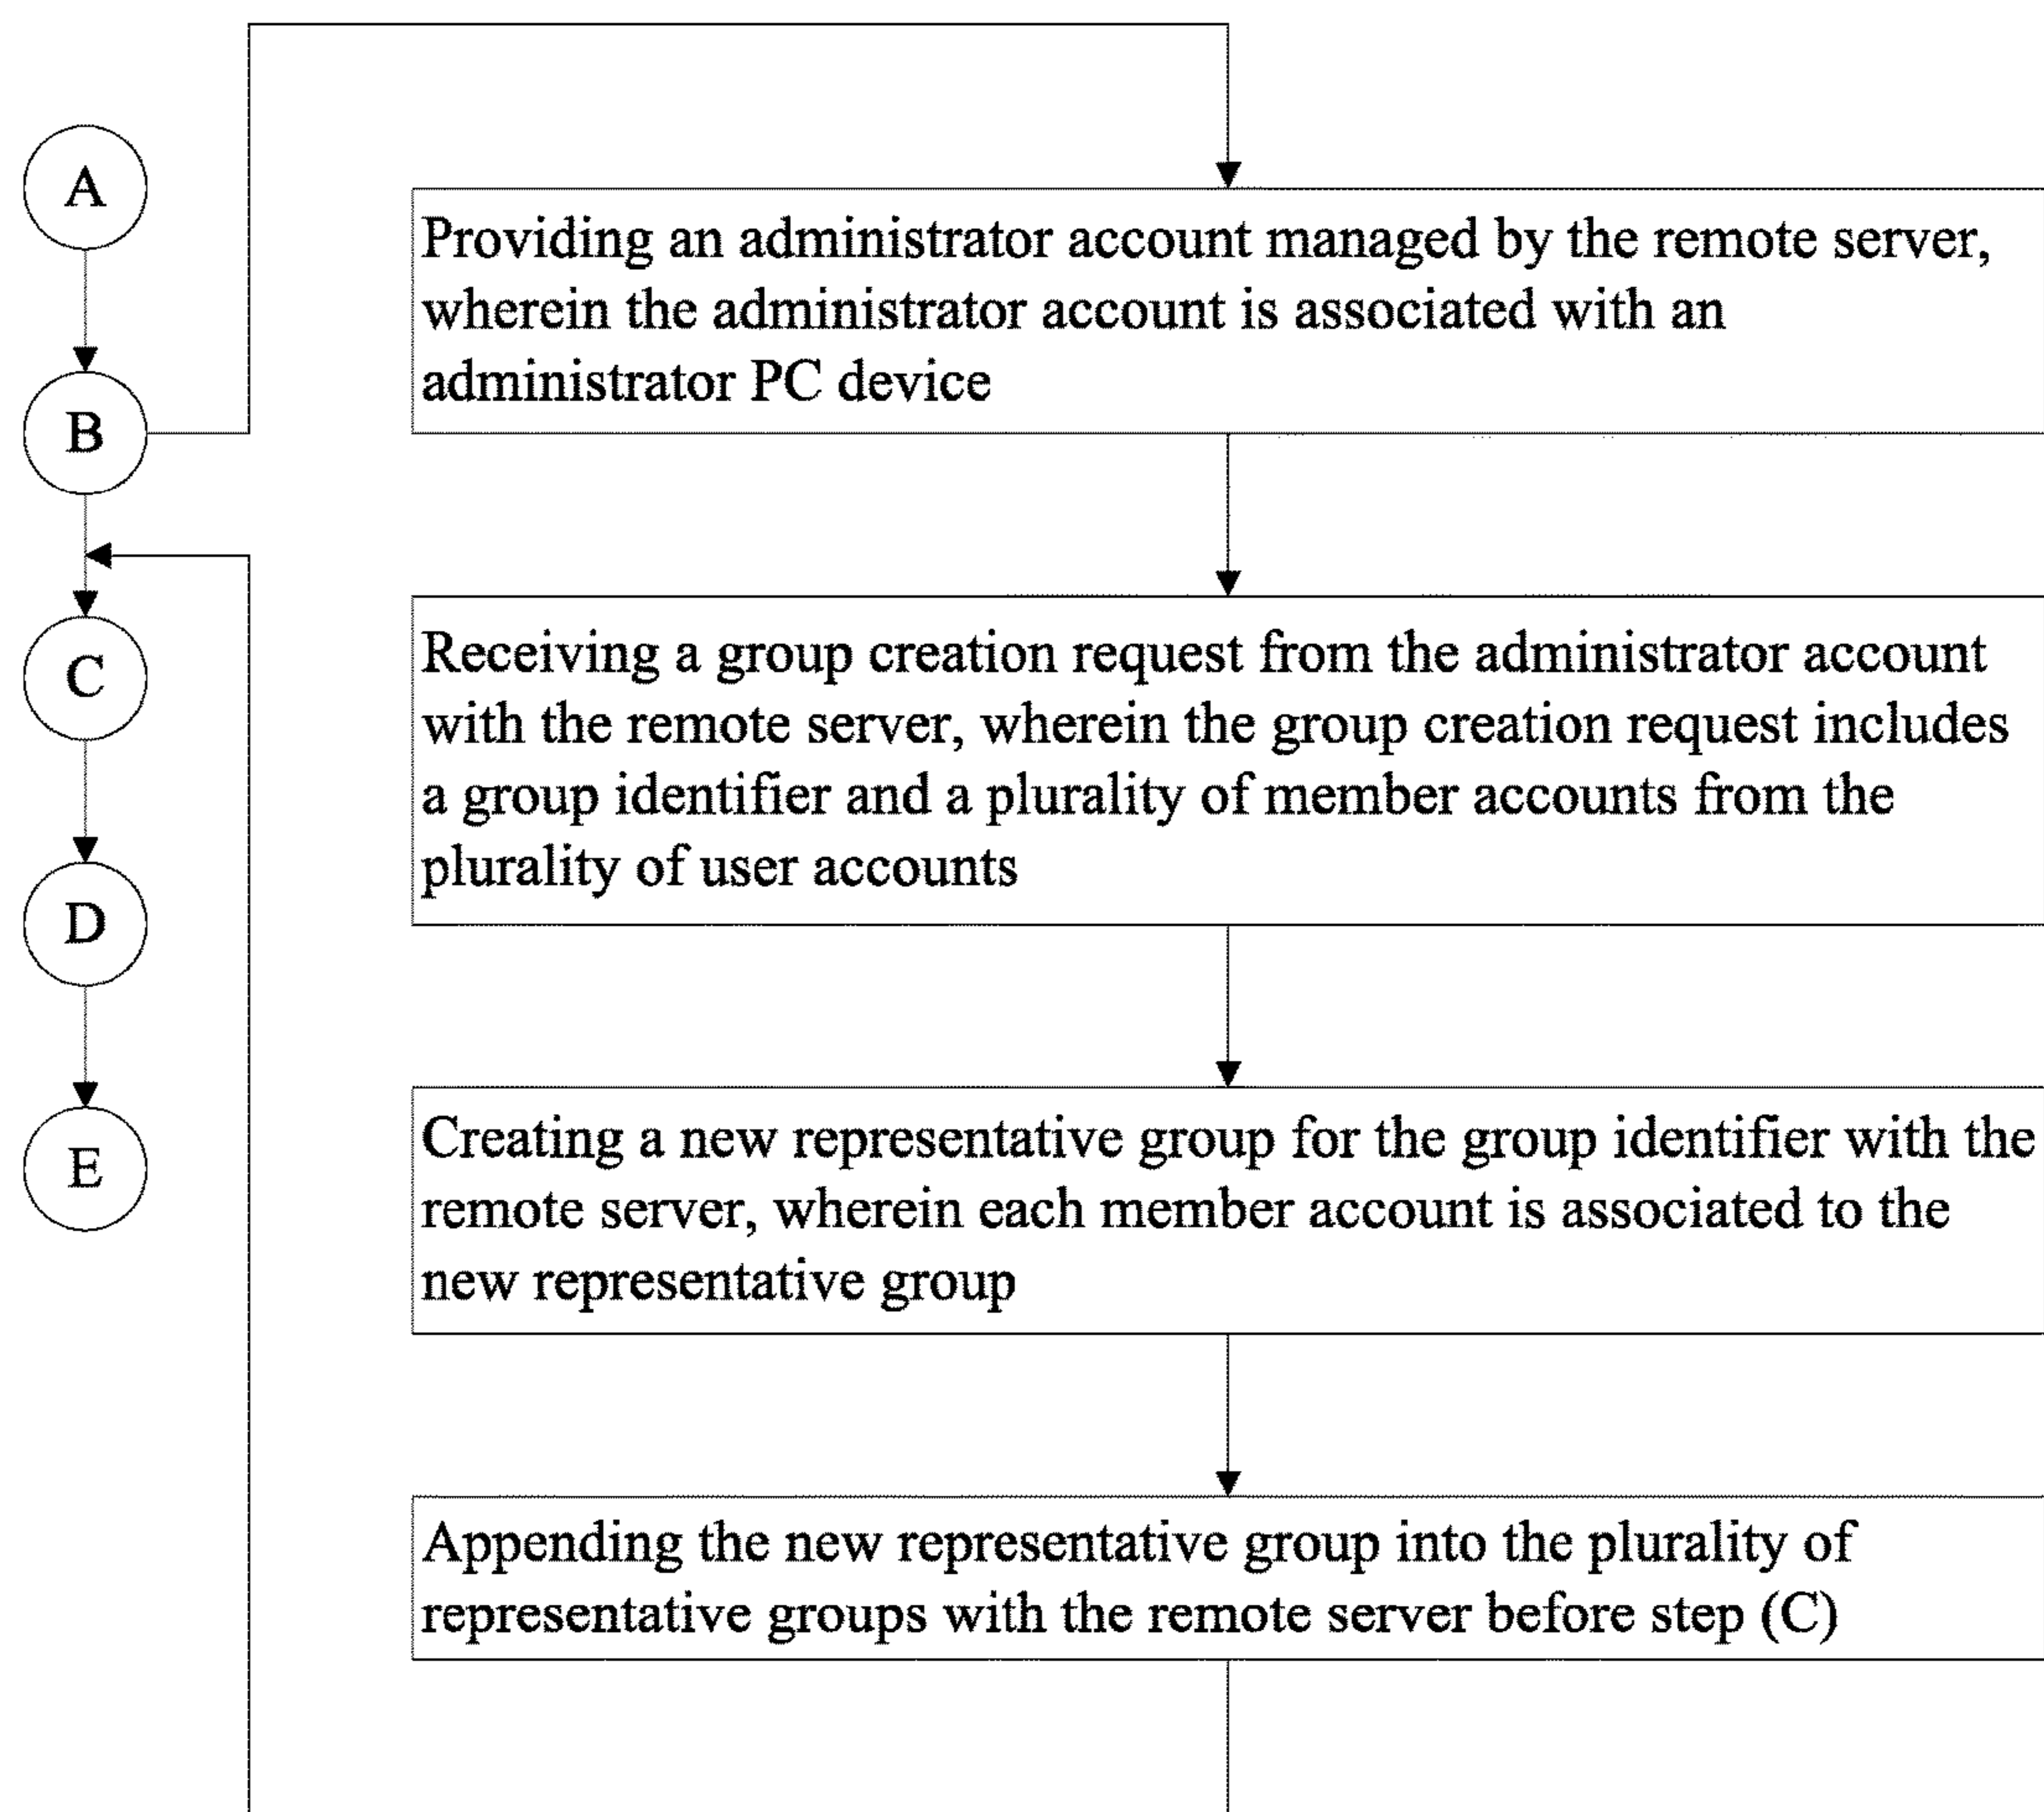 A
B
C
D
E
Providing an administrator account managed by the remote server,
wherein the administrator account is associated with an
administrator PC device
Receiving a group creation request from the administrator account
with the remote server, wherein the group creation request includes
a group identifier and a plurality of member accounts from the
plurality of user accounts
Creating a new representative group for the group identifier with the
remote server, wherein each member account is associated to the
new representative group
Appending the new representative group into the plurality of
representative groups with the remote server before step (C)